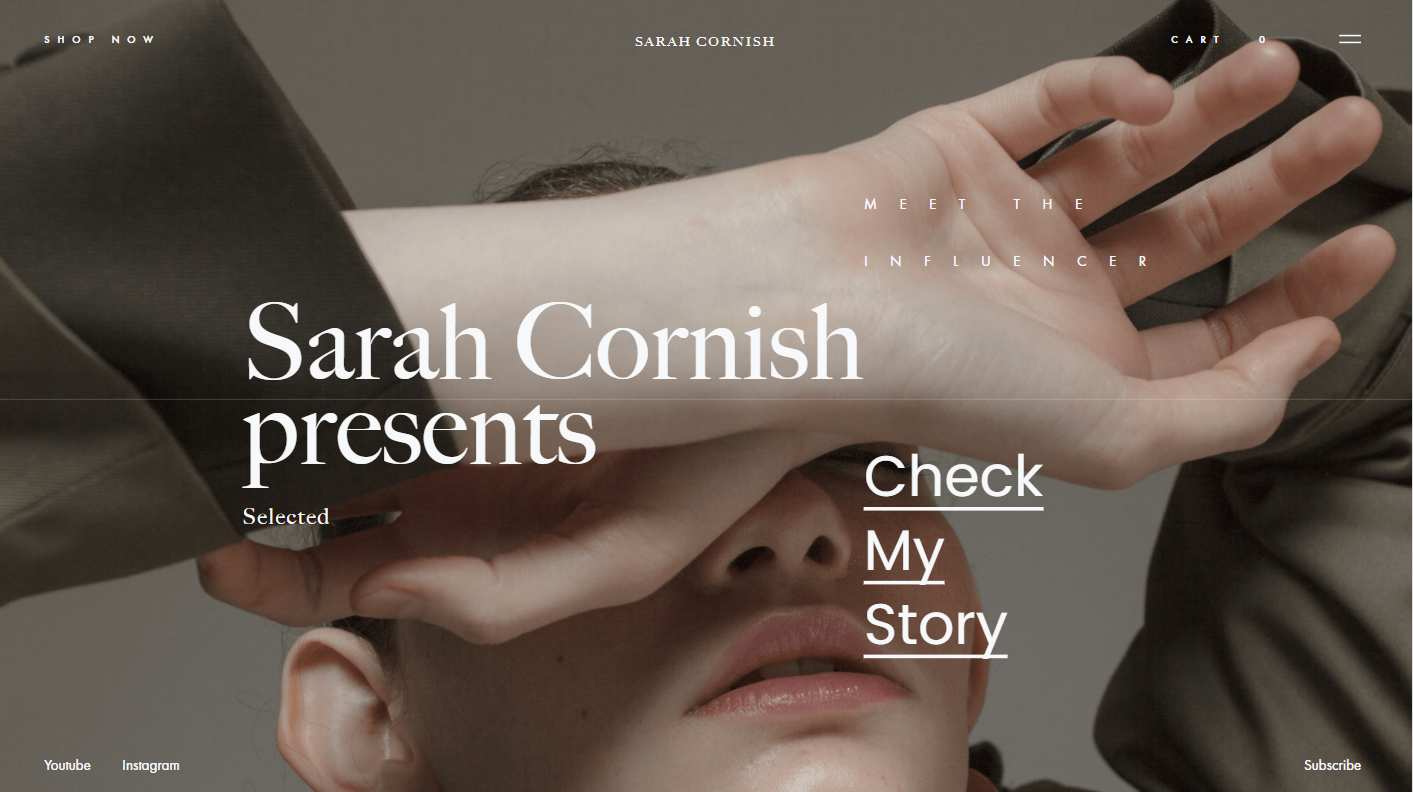 SHOP NOW
SARAH CORNISH
CART 0
MEET THE
INFLUENCER
Sarah Cornish
presents
Selected
Check
My
Story
Youtube
Instagram
Subscribe